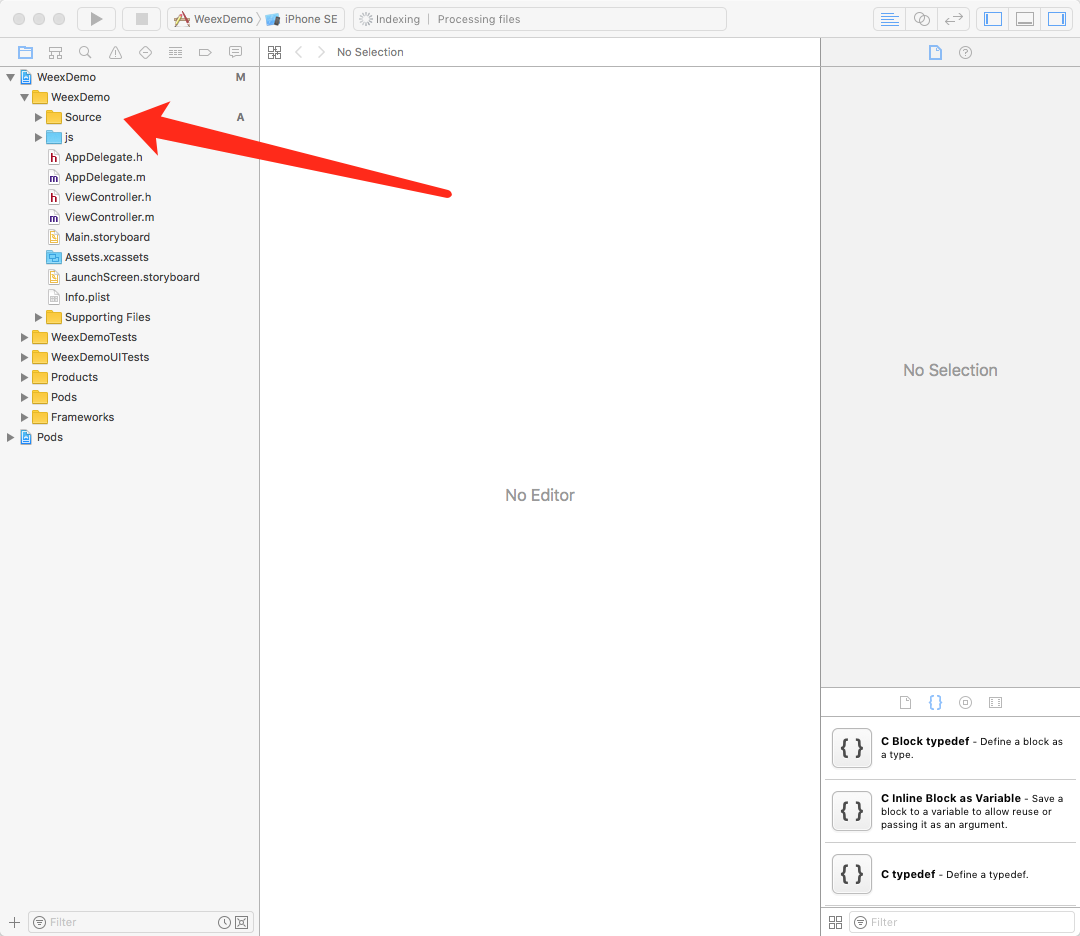 WeexDemo iPhone SE Indexing Processing files
No Selection
WeexDemo M
WeexDemo
Source A
js
h AppDelegate.h
m AppDelegate.m
h ViewController.h
m ViewController.m
Main.storyboard
Assets.xcassets
LaunchScreen.storyboard
Info.plist
Supporting Files
WeexDemoTests
WeexDemoUITests
Products
Pods
Frameworks
Pods
Filter
No Editor
No Selection
{ }
{ } C Block typedef - Define a block as
a type.
{ } C Inline Block as Variable - Save a
block to a variable to allow reuse or
passing it as an argument.
{ } C typedef - Define a typedef.
Filter